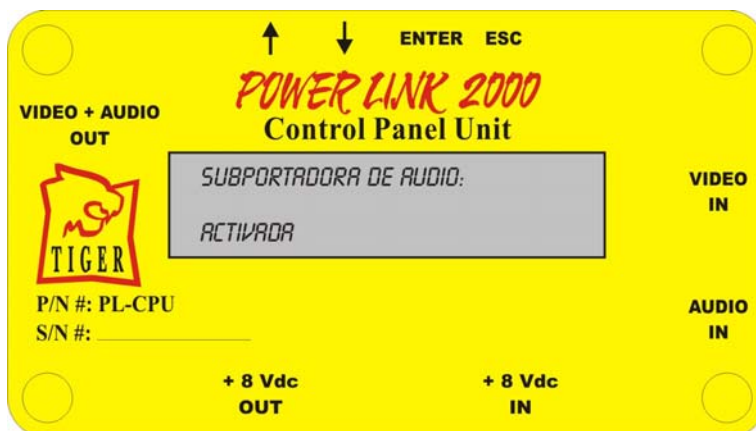 ↑ ↓ ENTER ESC
POWER LINK 2000
Control Panel Unit
VIDEO + AUDIO
OUT
SUBPORTADORA DE AUDIO:
ACTIVADA
VIDEO
IN
TIGER
P/N #: PL-CPU
S/N #:
AUDIO
IN
+ 8 Vdc
OUT
+ 8 Vdc
IN